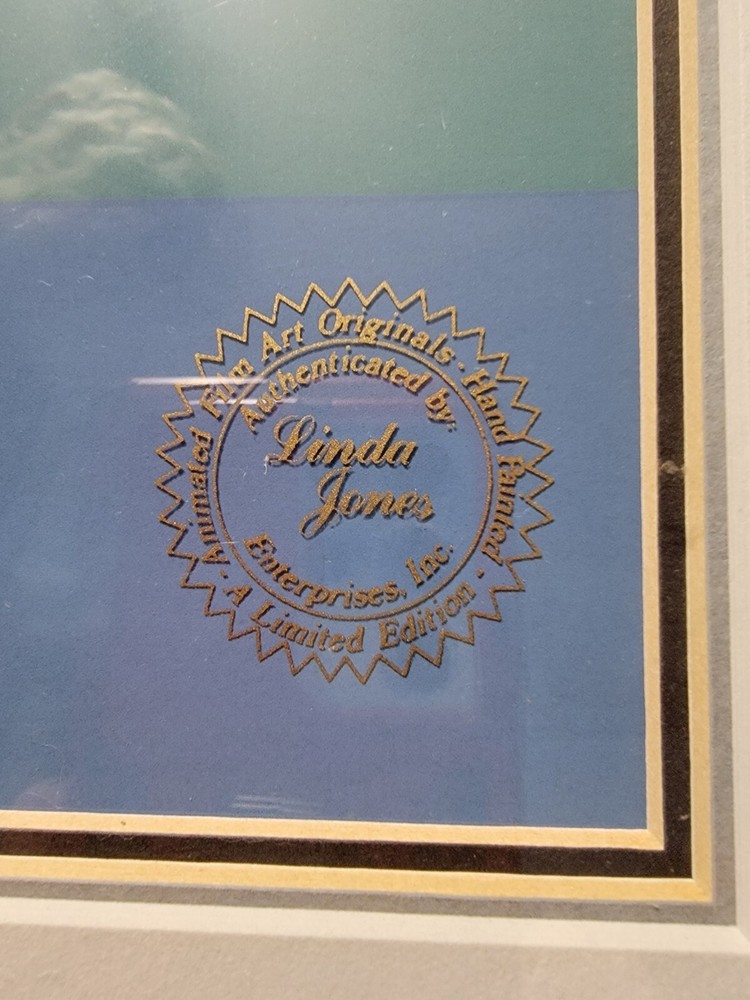 Animated Film Art Originals · Hand Painted · A Limited Edition ·
Authenticated by:
Linda
Jones
Enterprises, Inc.